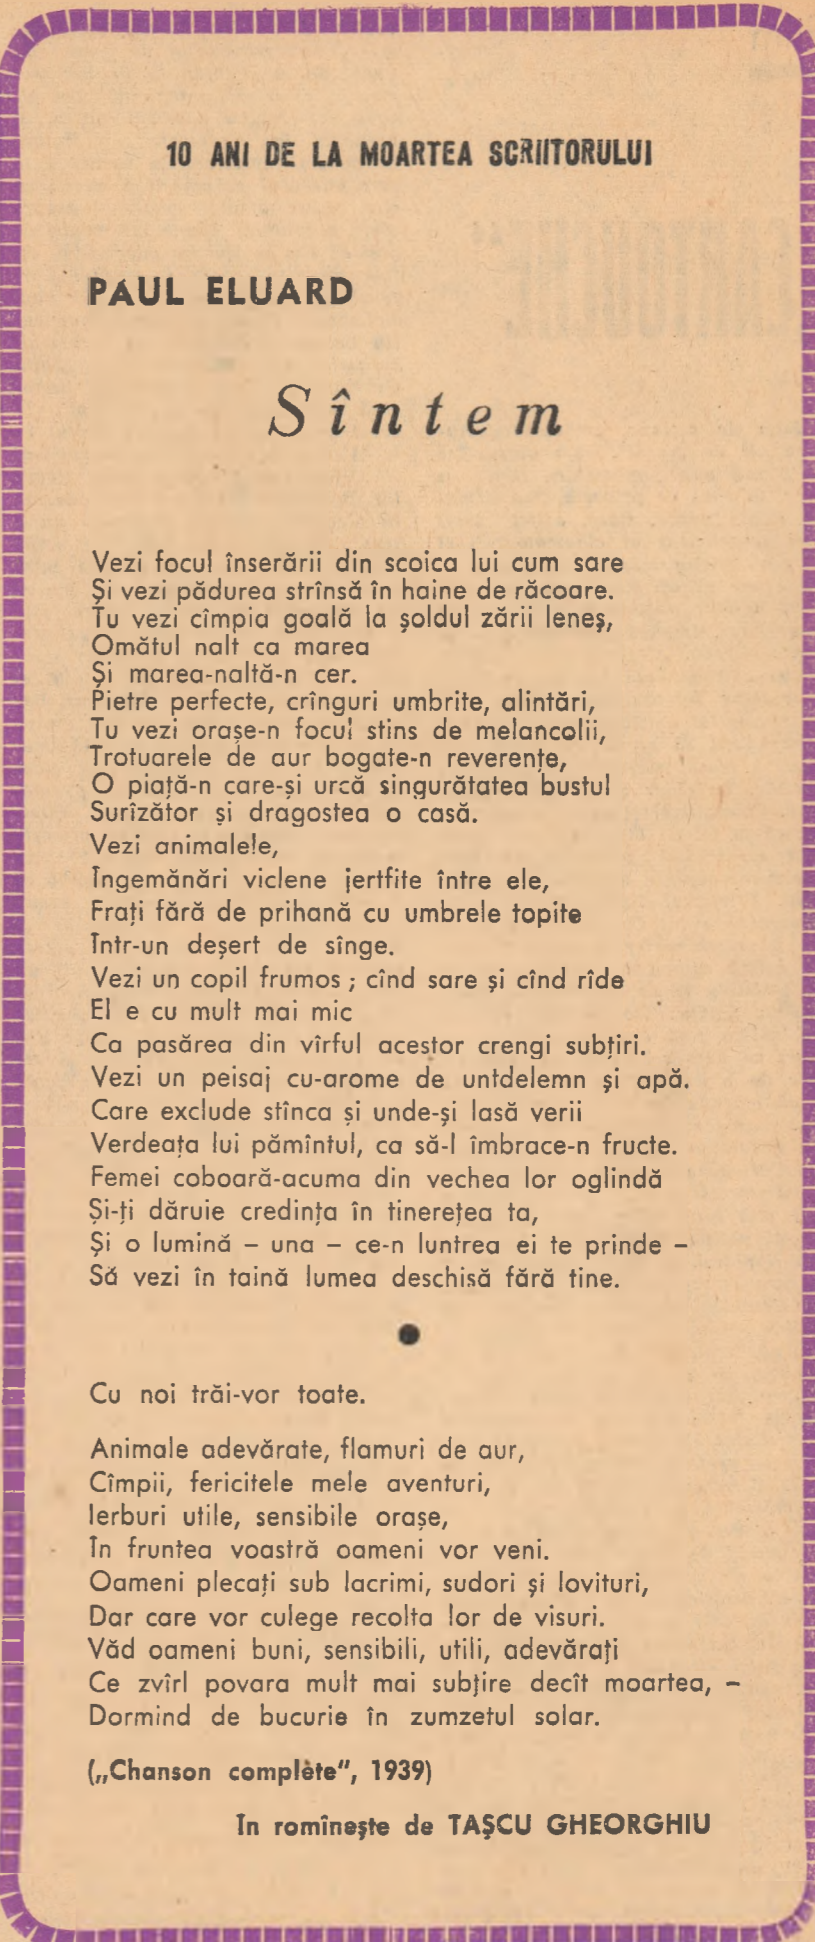 10 ANI DE LA MOARTEA SCRIITORULUI
PAUL ELUARD
Sîntem
Vezi focul înserării din scoica lui cum sare
Și vezi pădurea strînsă în haine de răcoare.
Tu vezi cîmpia goală la șoldul zării leneș,
Omătul nalt ca marea
Și marea-naltă-n cer.
Pietre perfecte, crînguri umbrite, alintări,
Tu vezi orașe-n focul stins de melancolii,
Trotuarele de aur bogate-n reverențe,
O piață-n care-și urcă singurătatea bustul
Surîzător și dragostea o casă.
Vezi animalele,
Îngemănări viclene jertfite între ele,
Frați fără de prihană cu umbrele topite
Într-un deșert de sînge.
Vezi un copil frumos ; cînd sare și cînd rîde
El e cu mult mai mic
Ca pasărea din vîrful acestor crengi subțiri.
Vezi un peisaj cu-arome de untdelemn și apă.
Care exclude stînca și unde-și lasă verii
Verdeața lui pămîntul, ca să-l îmbrace-n fructe.
Femei coboară-acuma din vechea lor oglindă
Și-ți dăruie credința în tinerețea ta,
Și o lumină – una – ce-n luntrea ei te prinde –
Să vezi în taină lumea deschisă fără tine.
●
Cu noi trăi-vor toate.
Animale adevărate, flamuri de aur,
Cîmpii, fericitele mele aventuri,
Ierburi utile, sensibile orașe,
În fruntea voastră oameni vor veni.
Oameni plecați sub lacrimi, sudori și lovituri,
Dar care vor culege recolta lor de visuri.
Văd oameni buni, sensibili, utili, adevărați
Ce zvîrl povara mult mai subțire decît moartea, –
Dormind de bucurie în zumzetul solar.
(„Chanson complète", 1939)
În romînește de TAȘCU GHEORGHIU